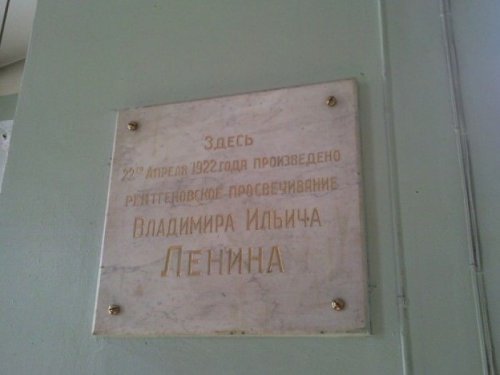 Здесь
22го Апреля 1922 года произведено
рентгеновское просвечивание
Владимира Ильича
Ленина